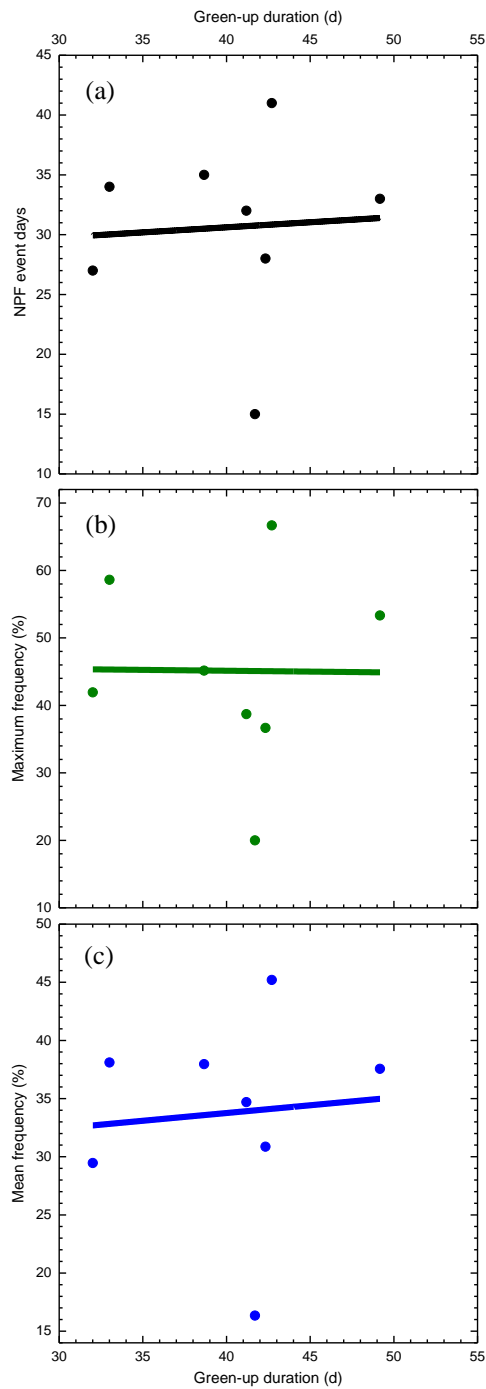 Green-up duration (d)
30 35 40 45 50 55
45
(a)
40
35
30
NPF event days
25
20
15
10
70
(b)
60
50
Maximum frequency (%)
40
30
20
10
50
(c)
45
40
35
Mean frequency (%)
30
25
20
15
30 35 40 45 50 55
Green-up duration (d)